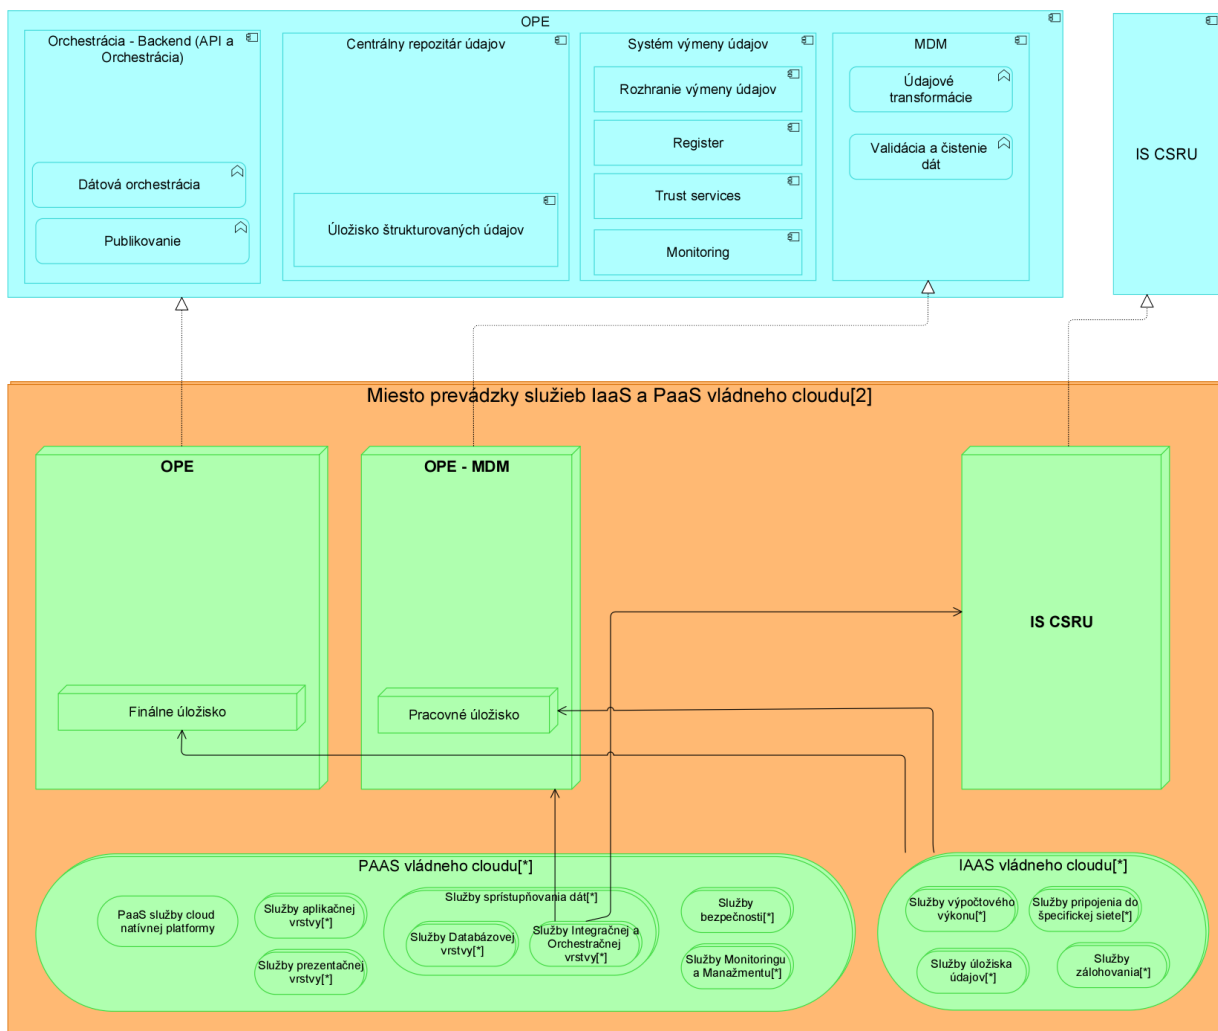 OPE
Orchestrácia - Backend (API a
Orchestrácia)
Dátová orchestrácia
Publikovanie
Centrálny repozitár údajov
Úložisko štrukturovaných údajov
Systém výmeny údajov
Rozhranie výmeny údajov
Register
Trust services
Monitoring
MDM
Údajové
transformácie
Validácia a čistenie
dát
IS CSRU
Miesto prevádzky služieb IaaS a PaaS vládneho cloudu[2]
OPE
Finálne úložisko
OPE - MDM
Pracovné úložisko
IS CSRU
PAAS vládneho cloudu[*]
PaaS služby cloud
natívnej platformy
Služby aplikačnej
vrstvy[*]
Služby prezentačnej
vrstvy[*]
Služby sprístupňovania dát[*]
Služby Databázovej
vrstvy[*]
Služby Integračnej a
Orchestračnej
vrstvy[*]
Služby
bezpečnosti[*]
Služby Monitoringu
a Manažmentu[*]
IAAS vládneho cloudu[*]
Služby výpočtového
výkonu[*]
Služby pripojenia do
špecifickej siete[*]
Služby úložiska
údajov[*]
Služby
zálohovania[*]